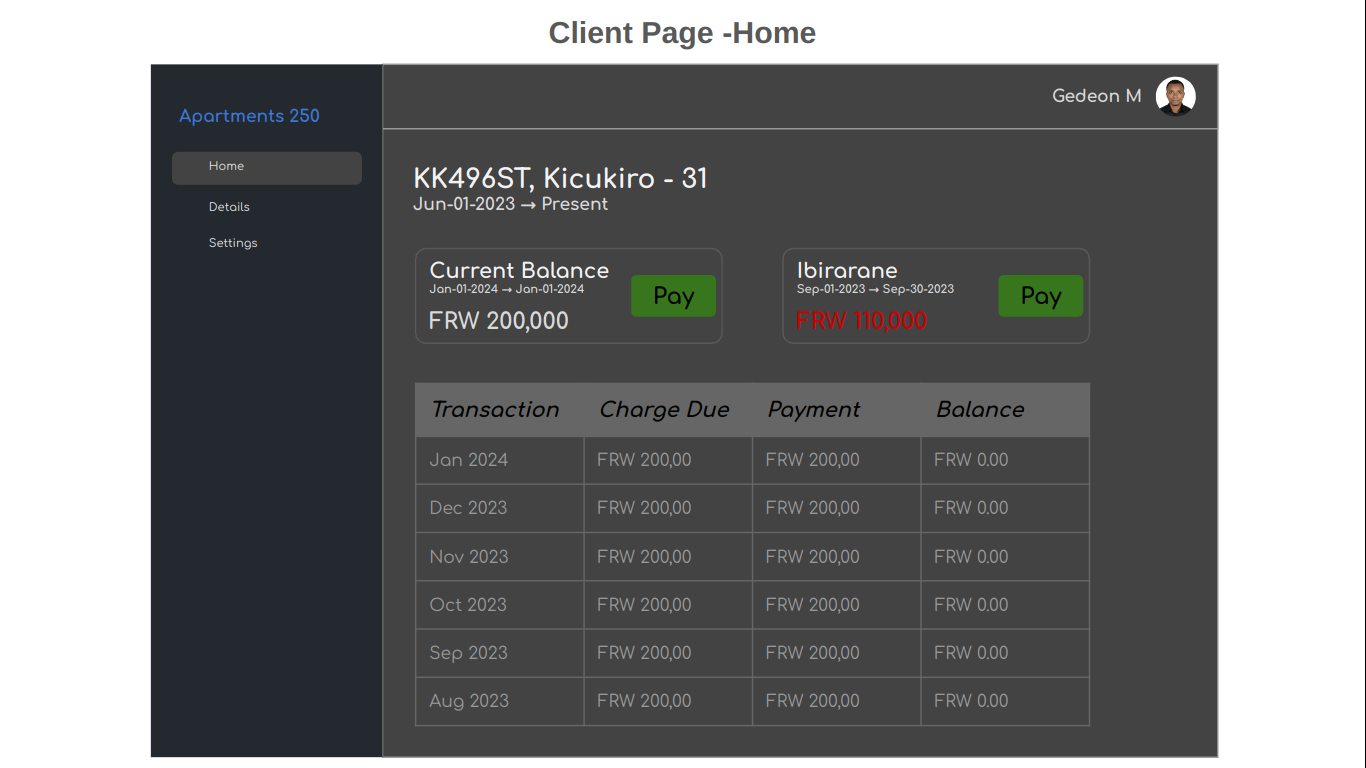 Client Page -Home
Apartments 250
Home
Details
Settings
Gedeon M
KK496ST, Kicukiro - 31
Jun-01-2023 → Present
Current Balance
Jan-01-2024 → Jan-01-2024
FRW 200,000
Pay
Ibirarane
Sep-01-2023 → Sep-30-2023
FRW 110,000
Pay
Transaction Charge Due Payment Balance
Jan 2024 FRW 200,00 FRW 200,00 FRW 0.00
Dec 2023 FRW 200,00 FRW 200,00 FRW 0.00
Nov 2023 FRW 200,00 FRW 200,00 FRW 0.00
Oct 2023 FRW 200,00 FRW 200,00 FRW 0.00
Sep 2023 FRW 200,00 FRW 200,00 FRW 0.00
Aug 2023 FRW 200,00 FRW 200,00 FRW 0.00